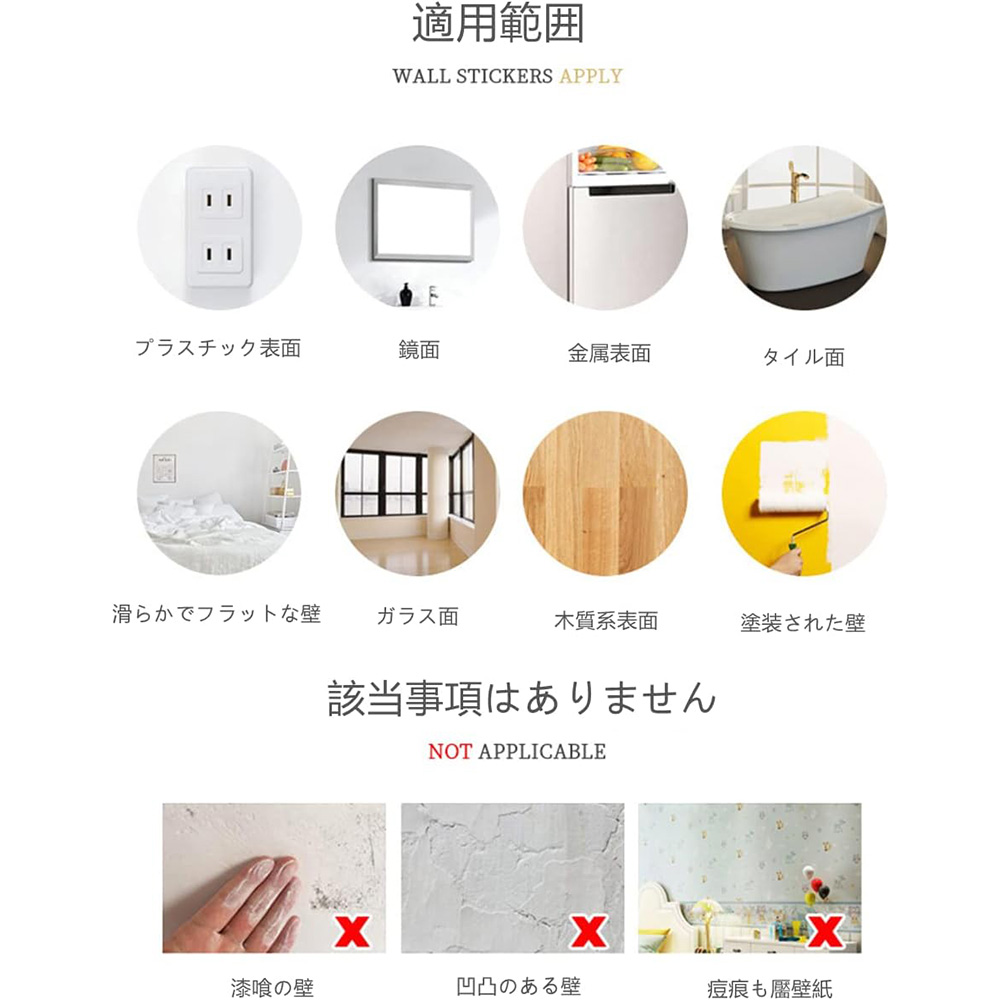 適用範囲
WALL STICKERS APPLY
プラスチック表面
鏡面
金属表面
タイル面
滑らかでフラットな壁
ガラス面
木質系表面
塗装された壁
該当事項はありません
NOT APPLICABLE
X
X
X
漆喰の壁
凹凸のある壁
痘痕も靨壁紙